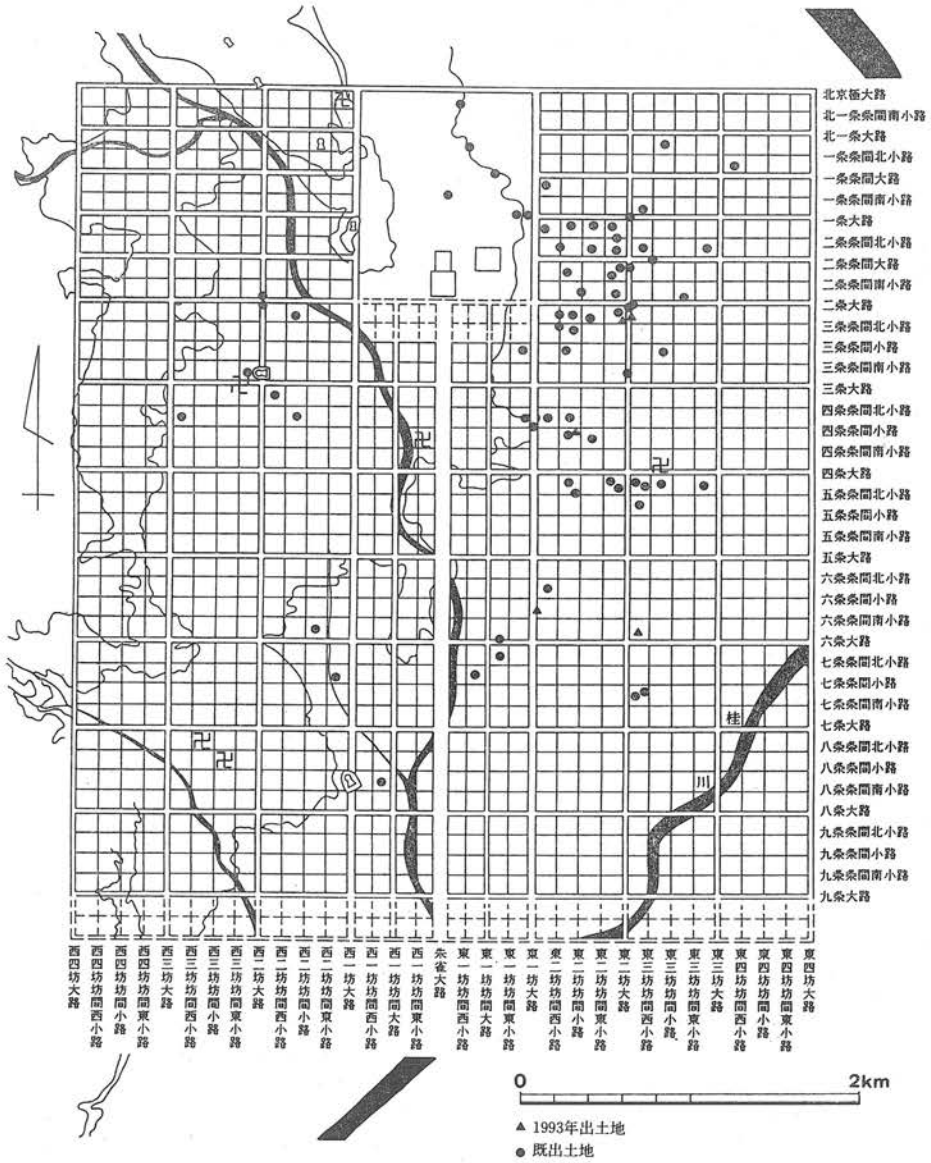 北京極大路
北一条条間南小路
北一条大路
一条条間北小路
一条条間大路
一条条間南小路
一条大路
二条条間北小路
二条条間大路
二条条間南小路
二条大路
三条条間北小路
三条条間小路
三条条間南小路
三条大路
四条条間北小路
四条条間小路
四条条間南小路
四条大路
五条条間北小路
五条条間小路
五条条間南小路
五条大路
六条条間北小路
六条条間小路
六条条間南小路
六条大路
七条条間北小路
七条条間小路
七条条間南小路
七条大路
八条条間北小路
八条条間小路
八条条間南小路
八条大路
九条条間北小路
九条条間小路
九条条間南小路
九条大路
桂
川
西四坊大路
西四坊坊間西小路
西四坊坊間小路
西四坊坊間東小路
西三坊大路
西三坊坊間西小路
西三坊坊間小路
西三坊坊間東小路
西二坊大路
西二坊坊間西小路
西二坊坊間小路
西二坊坊間東小路
西一坊大路
西一坊坊間西小路
西一坊坊間大路
西一坊坊間東小路
朱雀大路
東一坊坊間西小路
東一坊坊間大路
東一坊坊間東小路
東一坊大路
東二坊坊間西小路
東二坊坊間小路
東二坊坊間東小路
東二坊大路
東三坊坊間西小路
東三坊坊間小路
東三坊坊間東小路
東三坊大路
東四坊坊間西小路
東四坊坊間小路
東四坊坊間東小路
東四坊大路
0 2km
▲ 1993年出土地
● 既出土地